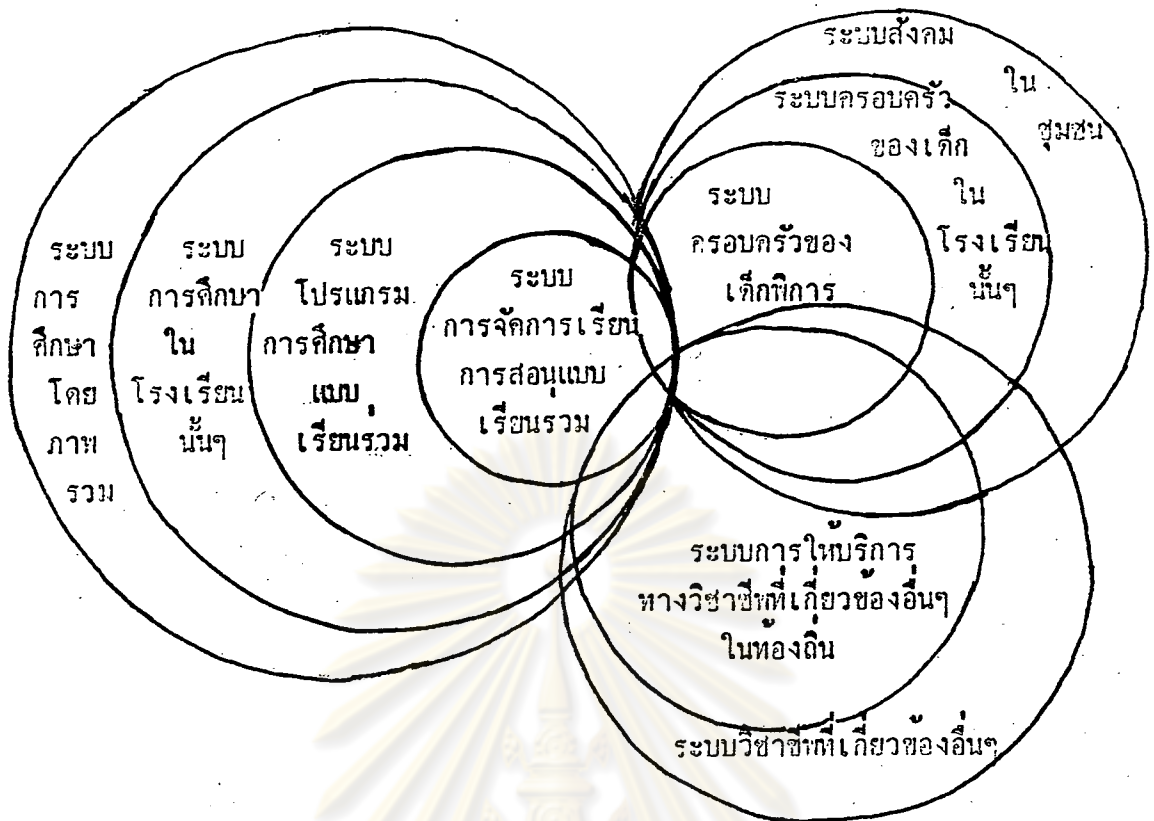 ระบบ
การ
ศึกษา
โดย
ภาพ
รวม
ระบบ
การศึกษา
ใน
โรงเรียน
นั้นๆ
ระบบ
โปรแกรม
การศึกษา
แบบ
เรียนร่วม
ระบบ
การจัดการเรียน
การสอนแบบ
เรียนรวม
ระบบสังคม
ใน
ชุมชน
ระบบครอบครัว
ของเด็ก
ใน
โรงเรียน
นั้นๆ
ระบบ
ครอบครัวของ
เด็กพิการ
ระบบการให้บริการ
ทางวิชาชีพที่เกี่ยวข้องอื่นๆ
ในท้องถิ่น
ระบบวิชาชีพที่เกี่ยวข้องอื่นๆ